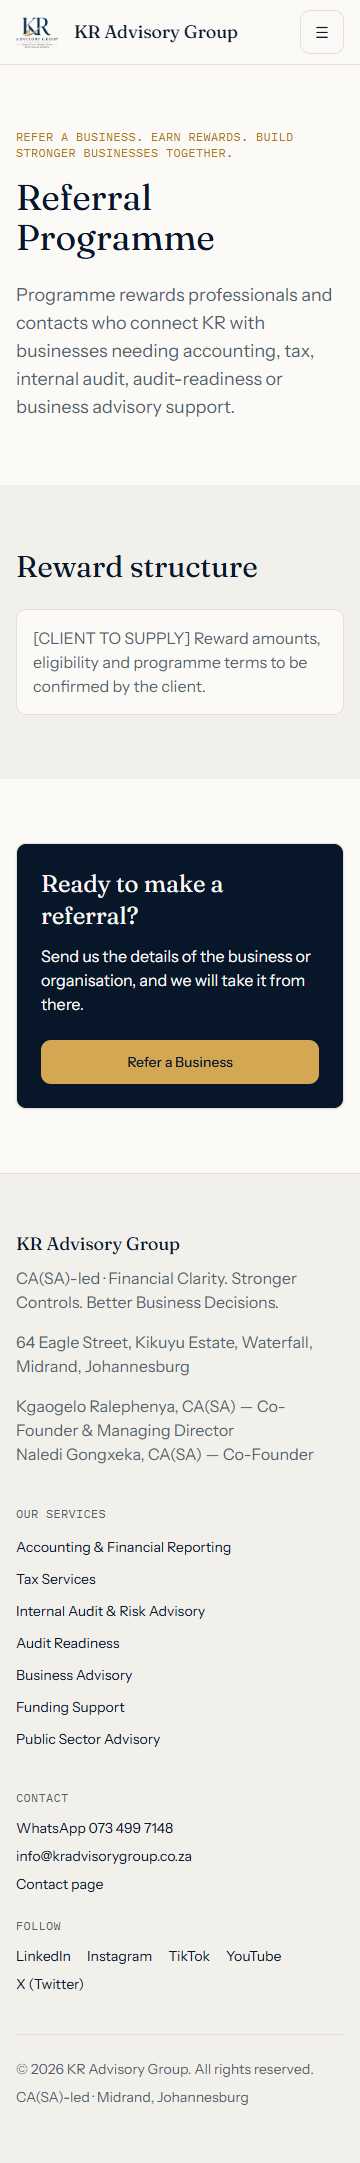 KR
ADVISORY GROUP
KR Advisory Group
☰
REFER A BUSINESS. EARN REWARDS. BUILD
STRONGER BUSINESSES TOGETHER.
Referral
Programme
Programme rewards professionals and
contacts who connect KR with
businesses needing accounting, tax,
internal audit, audit-readiness or
business advisory support.
Reward structure
[CLIENT TO SUPPLY] Reward amounts,
eligibility and programme terms to be
confirmed by the client.
Ready to make a
referral?
Send us the details of the business or
organisation, and we will take it from
there.
Refer a Business
KR Advisory Group
CA(SA)-led · Financial Clarity. Stronger
Controls. Better Business Decisions.
64 Eagle Street, Kikuyu Estate, Waterfall,
Midrand, Johannesburg
Kgaogelo Ralephenya, CA(SA) — Co-
Founder & Managing Director
Naledi Gongxeka, CA(SA) — Co-Founder
OUR SERVICES
Accounting & Financial Reporting
Tax Services
Internal Audit & Risk Advisory
Audit Readiness
Business Advisory
Funding Support
Public Sector Advisory
CONTACT
WhatsApp 073 499 7148
info@kradvisorygroup.co.za
Contact page
FOLLOW
LinkedIn Instagram TikTok YouTube
X (Twitter)
© 2026 KR Advisory Group. All rights reserved.
CA(SA)-led · Midrand, Johannesburg